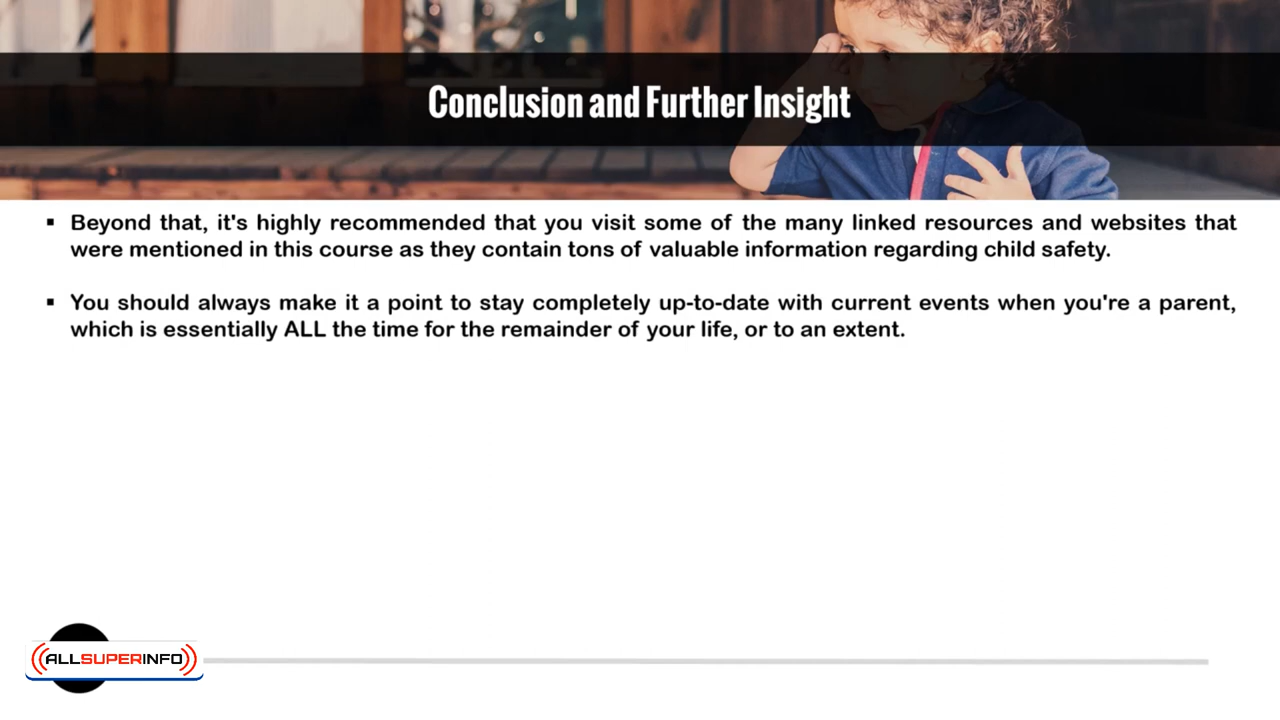 Conclusion and Further Insight
▪ Beyond that, it's highly recommended that you visit some of the many linked resources and websites that
were mentioned in this course as they contain tons of valuable information regarding child safety.
▪ You should always make it a point to stay completely up-to-date with current events when you're a parent,
which is essentially ALL the time for the remainder of your life, or to an extent.
ALLSUPERINFO